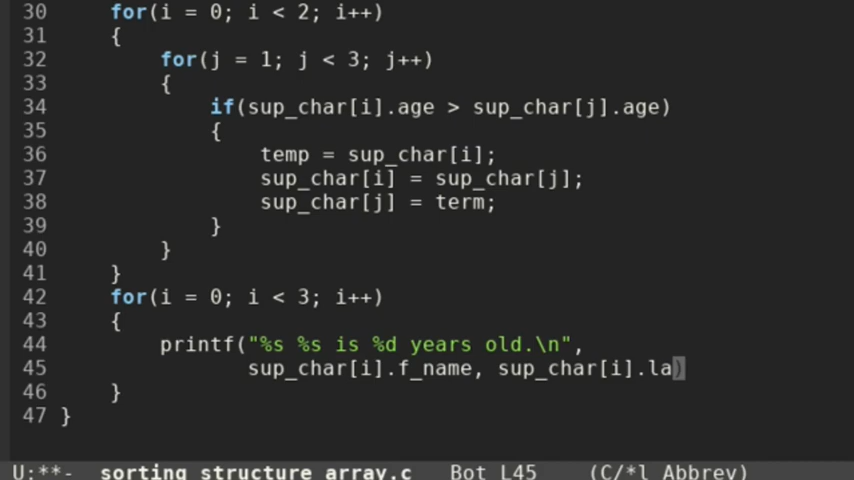 30     for(i = 0; i < 2; i++)
31     {
32         for(j = 1; j < 3; j++)
33         {
34             if(sup_char[i].age > sup_char[j].age)
35             {
36                 temp = sup_char[i];
37                 sup_char[i] = sup_char[j];
38                 sup_char[j] = term;
39             }
40         }
41     }
42     for(i = 0; i < 3; i++)
43     {
44         printf("%s %s is %d years old.\n",
45                sup_char[i].f_name, sup_char[i].la)
46     }
47 }
U:**-  sorting_structure_array.c   Bot L45    (C/*l Abbrev)